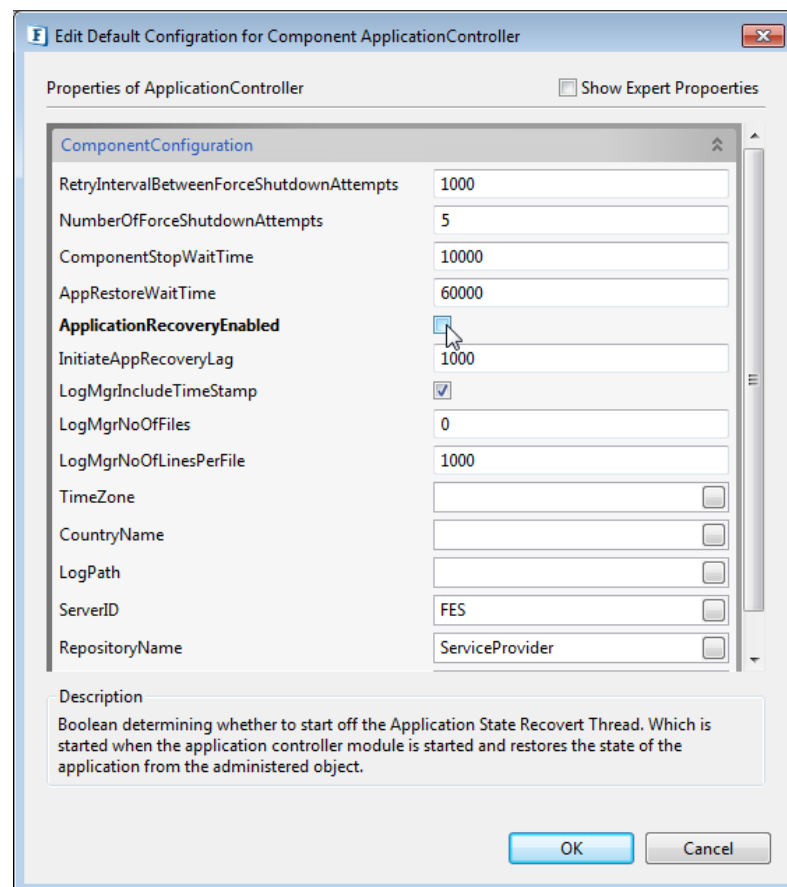 F Edit Default Configration for Component ApplicationController
Properties of ApplicationController Show Expert Propoerties
ComponentConfiguration
RetryIntervalBetweenForceShutdownAttempts 1000
NumberOfForceShutdownAttempts 5
ComponentStopWaitTime 10000
AppRestoreWaitTime 60000
ApplicationRecoveryEnabled
InitiateAppRecoveryLag 1000
LogMgrIncludeTimeStamp
LogMgrNoOfFiles 0
LogMgrNoOfLinesPerFile 1000
TimeZone
CountryName
LogPath
ServerID FES
RepositoryName ServiceProvider
Description
Boolean determining whether to start off the Application State Recovert Thread. Which is
started when the application controller module is started and restores the state of the
application from the administered object.
OK Cancel